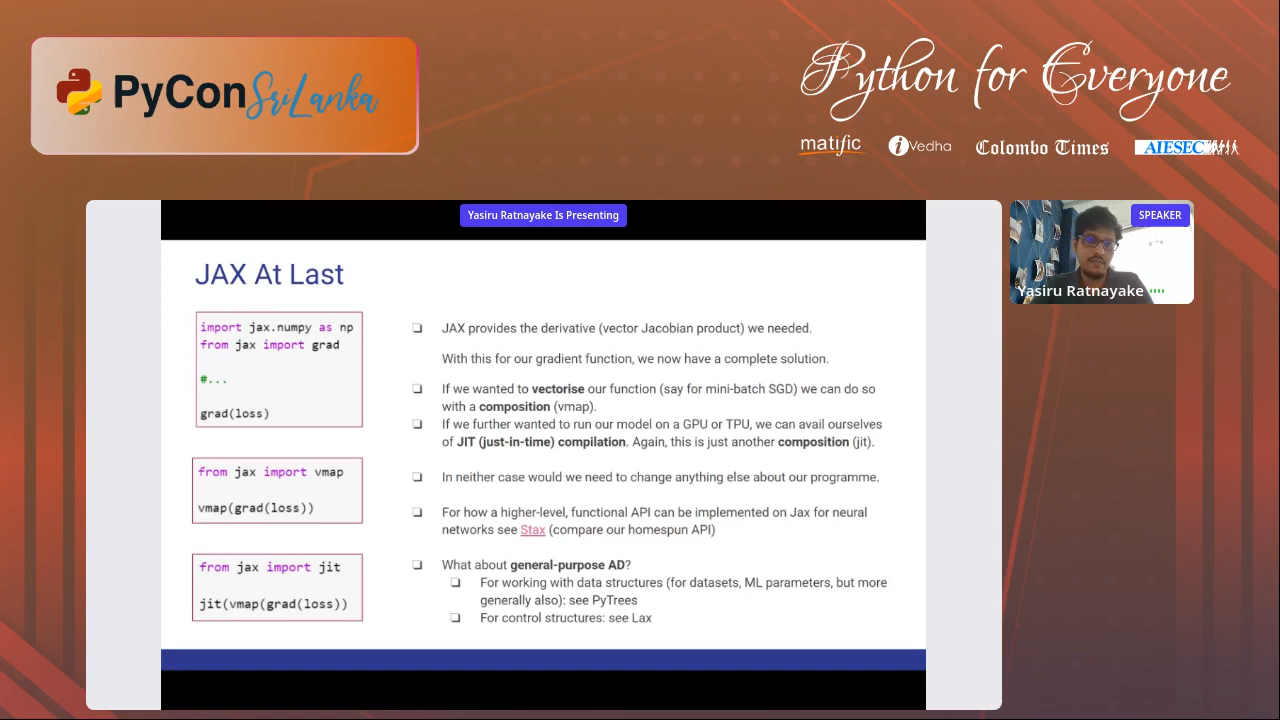 PyCon SriLanka
Python for Everyone
matific
iVedha
Colombo Times
AIESEC
Yasiru Ratnayake Is Presenting
SPEAKER
Yasiru Ratnayake
JAX At Last
import jax.numpy as np
from jax import grad
#...
grad(loss)
from jax import vmap
vmap(grad(loss))
from jax import jit
jit(vmap(grad(loss))
JAX provides the derivative (vector Jacobian product) we needed.
With this for our gradient function, we now have a complete solution.
If we wanted to vectorise our function (say for mini-batch SGD) we can do so
with a composition (vmap).
If we further wanted to run our model on a GPU or TPU, we can avail ourselves
of JIT (just-in-time) compilation. Again, this is just another composition (jit).
In neither case would we need to change anything else about our programme.
For how a higher-level, functional API can be implemented on Jax for neural
networks see Stax (compare our homespun API)
What about general-purpose AD?
For working with data structures (for datasets, ML parameters, but more
generally also): see PyTrees
For control structures: see Lax